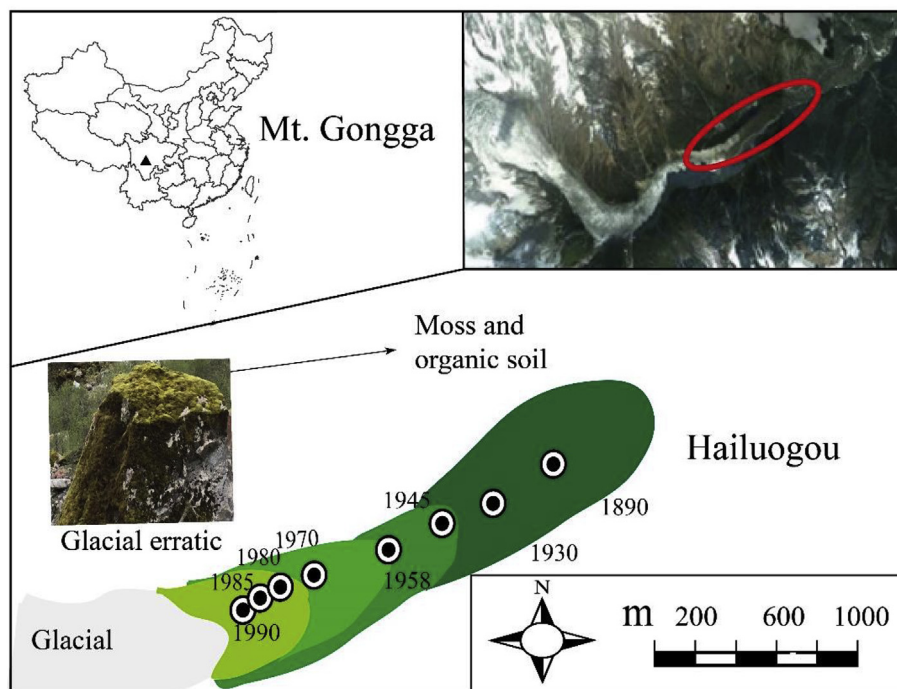 Mt. Gongga
Moss and
organic soil
Glacial erratic
Hailuogou
1890
1930
1945
1958
1970
1980
1985
1990
Glacial
N
m 200 600 1000